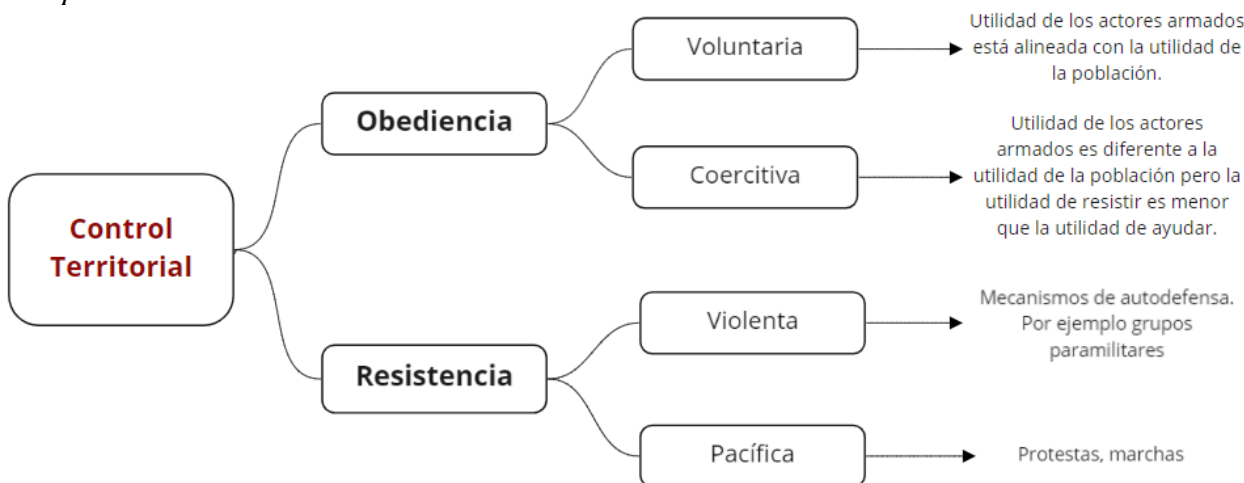 Control
Territorial
Obediencia
Voluntaria
Utilidad de los actores armados
está alineada con la utilidad de
la población.
Coercitiva
Utilidad de los actores
armados es diferente a la
utilidad de la población pero la
utilidad de resistir es menor
que la utilidad de ayudar.
Resistencia
Violenta
Mecanismos de autodefensa.
Por ejemplo grupos
paramilitares
Pacífica
Protestas, marchas